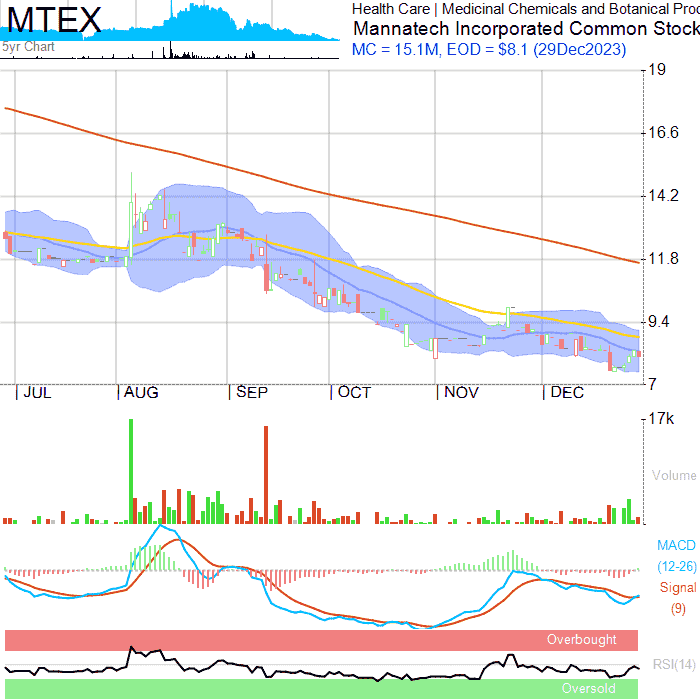 MTEX
5yr Chart
Health Care | Medicinal Chemicals and Botanical Proc
Mannatech Incorporated Common Stock
MC = 15.1M, EOD = $8.1 (29Dec2023)
19
16.6
14.2
11.8
9.4
7
JUL AUG SEP OCT NOV DEC
17k
Volume
MACD
(12-26)
Signal
(9)
Overbought
RSI(14)
Oversold